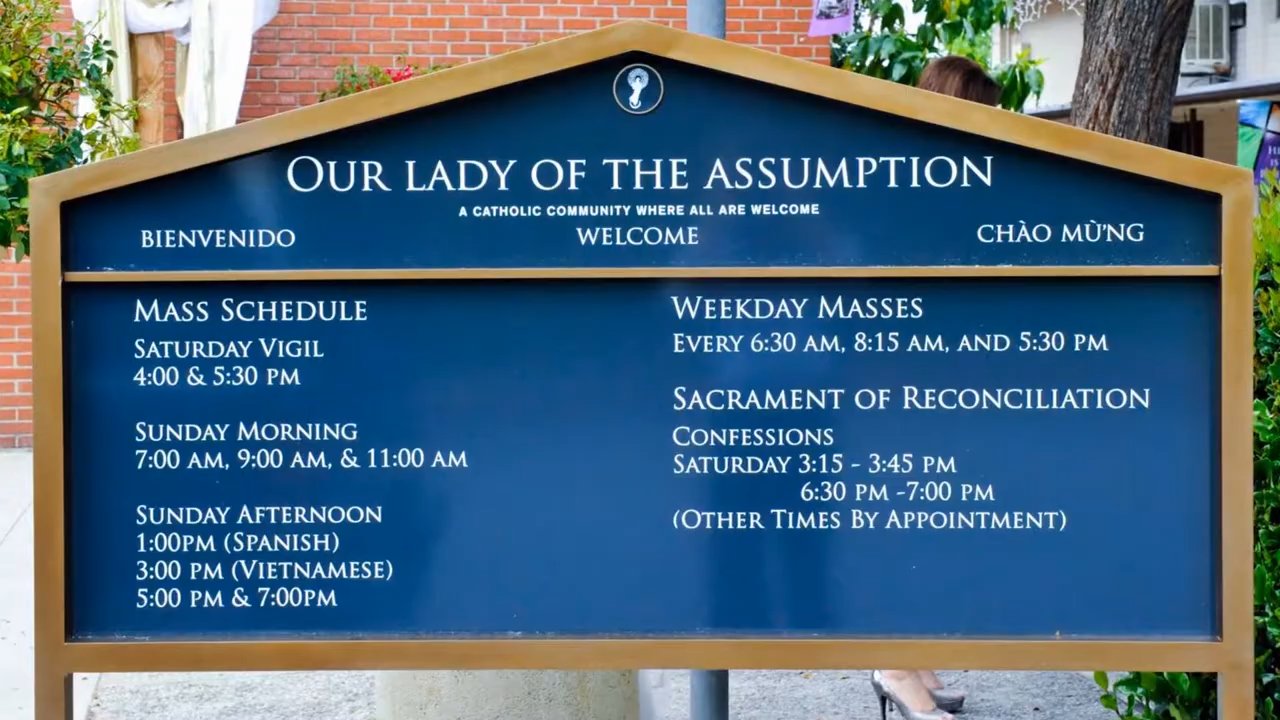 OUR LADY OF THE ASSUMPTION
A CATHOLIC COMMUNITY WHERE ALL ARE WELCOME
BIENVENIDO WELCOME CHÀO MỪNG
MASS SCHEDULE
SATURDAY VIGIL
4:00 & 5:30 PM
SUNDAY MORNING
7:00 AM, 9:00 AM, & 11:00 AM
SUNDAY AFTERNOON
1:00PM (SPANISH)
3:00 PM (VIETNAMESE)
5:00 PM & 7:00PM
WEEKDAY MASSES
EVERY 6:30 AM, 8:15 AM, AND 5:30 PM
SACRAMENT OF RECONCILIATION
CONFESSIONS
SATURDAY 3:15 - 3:45 PM
6:30 PM -7:00 PM
(OTHER TIMES BY APPOINTMENT)